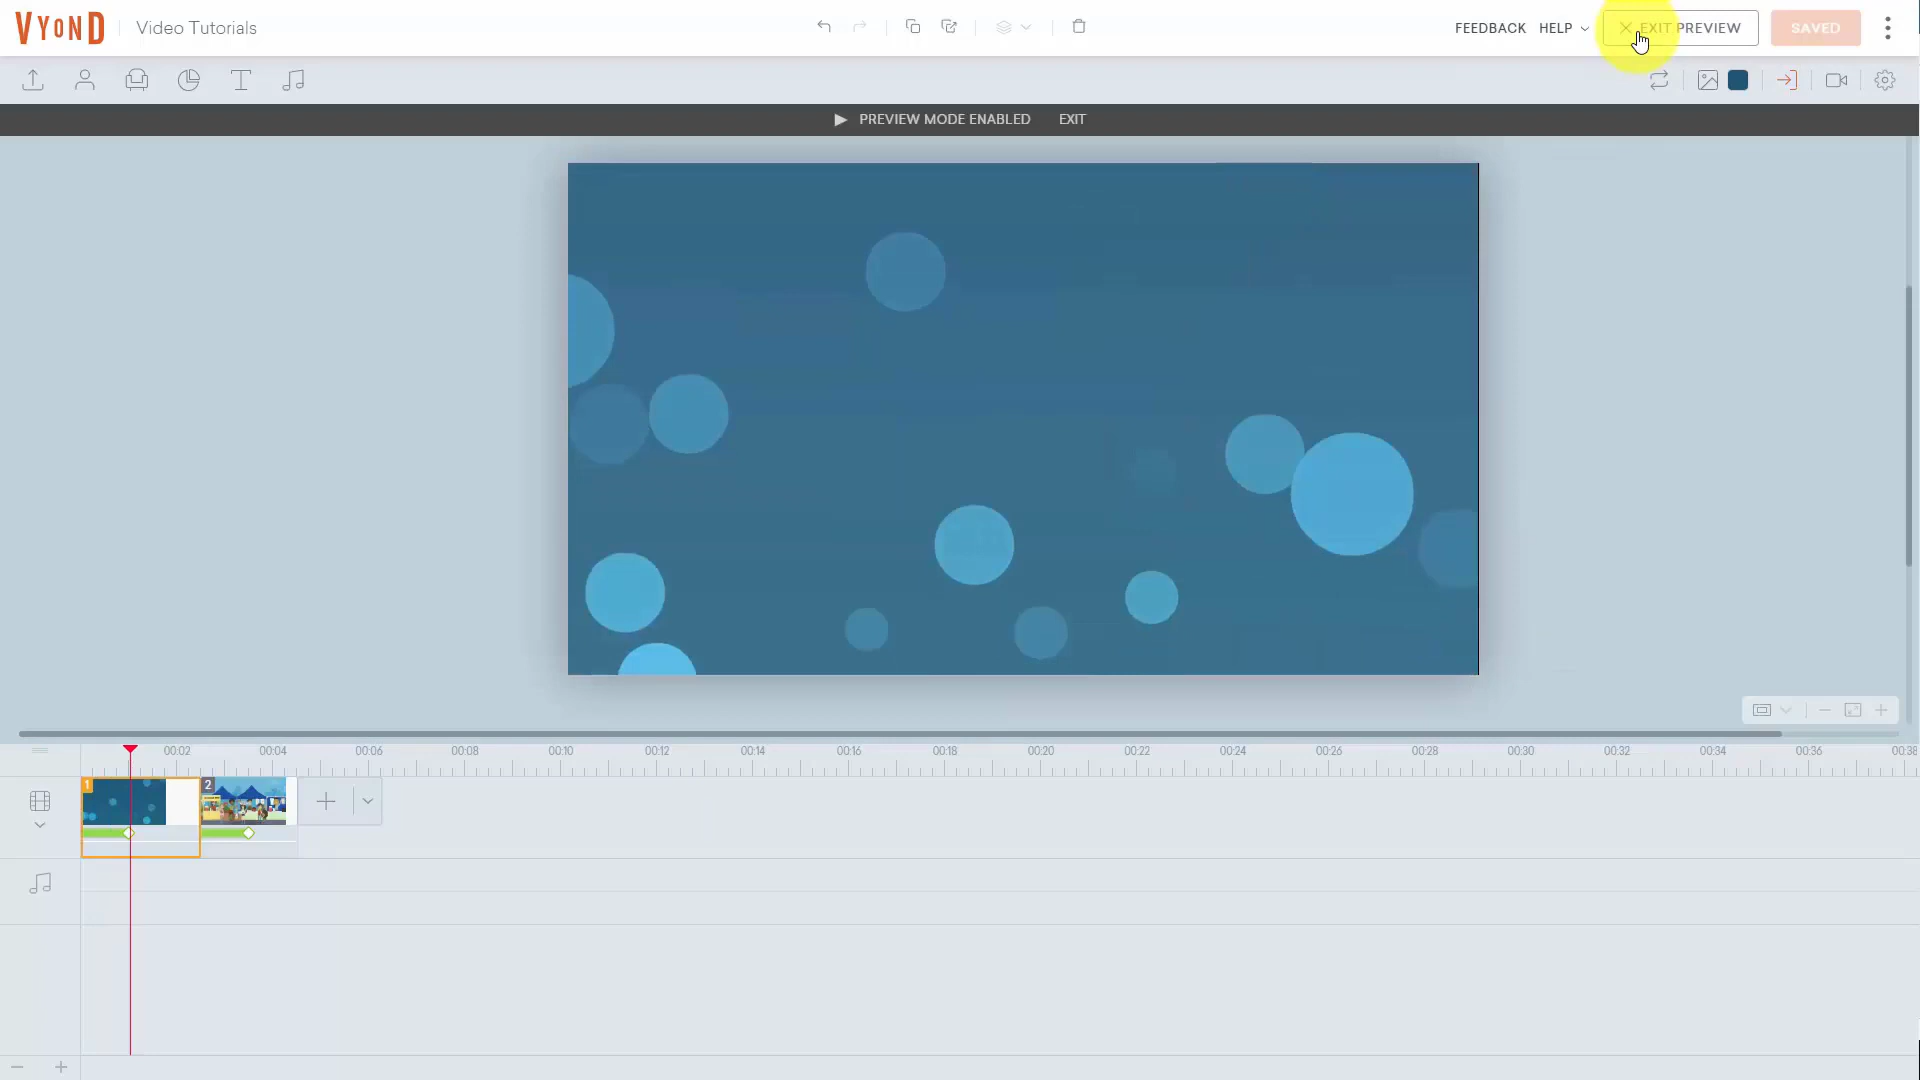 VYOND
Video Tutorials
FEEDBACK
HELP
EXIT PREVIEW
SAVED
PREVIEW MODE ENABLED
EXIT
00:02
00:04
00:06
00:08
00:10
00:12
00:14
00:16
00:18
00:20
00:22
00:24
00:26
00:28
00:30
00:32
00:34
00:36
00:38
1
2